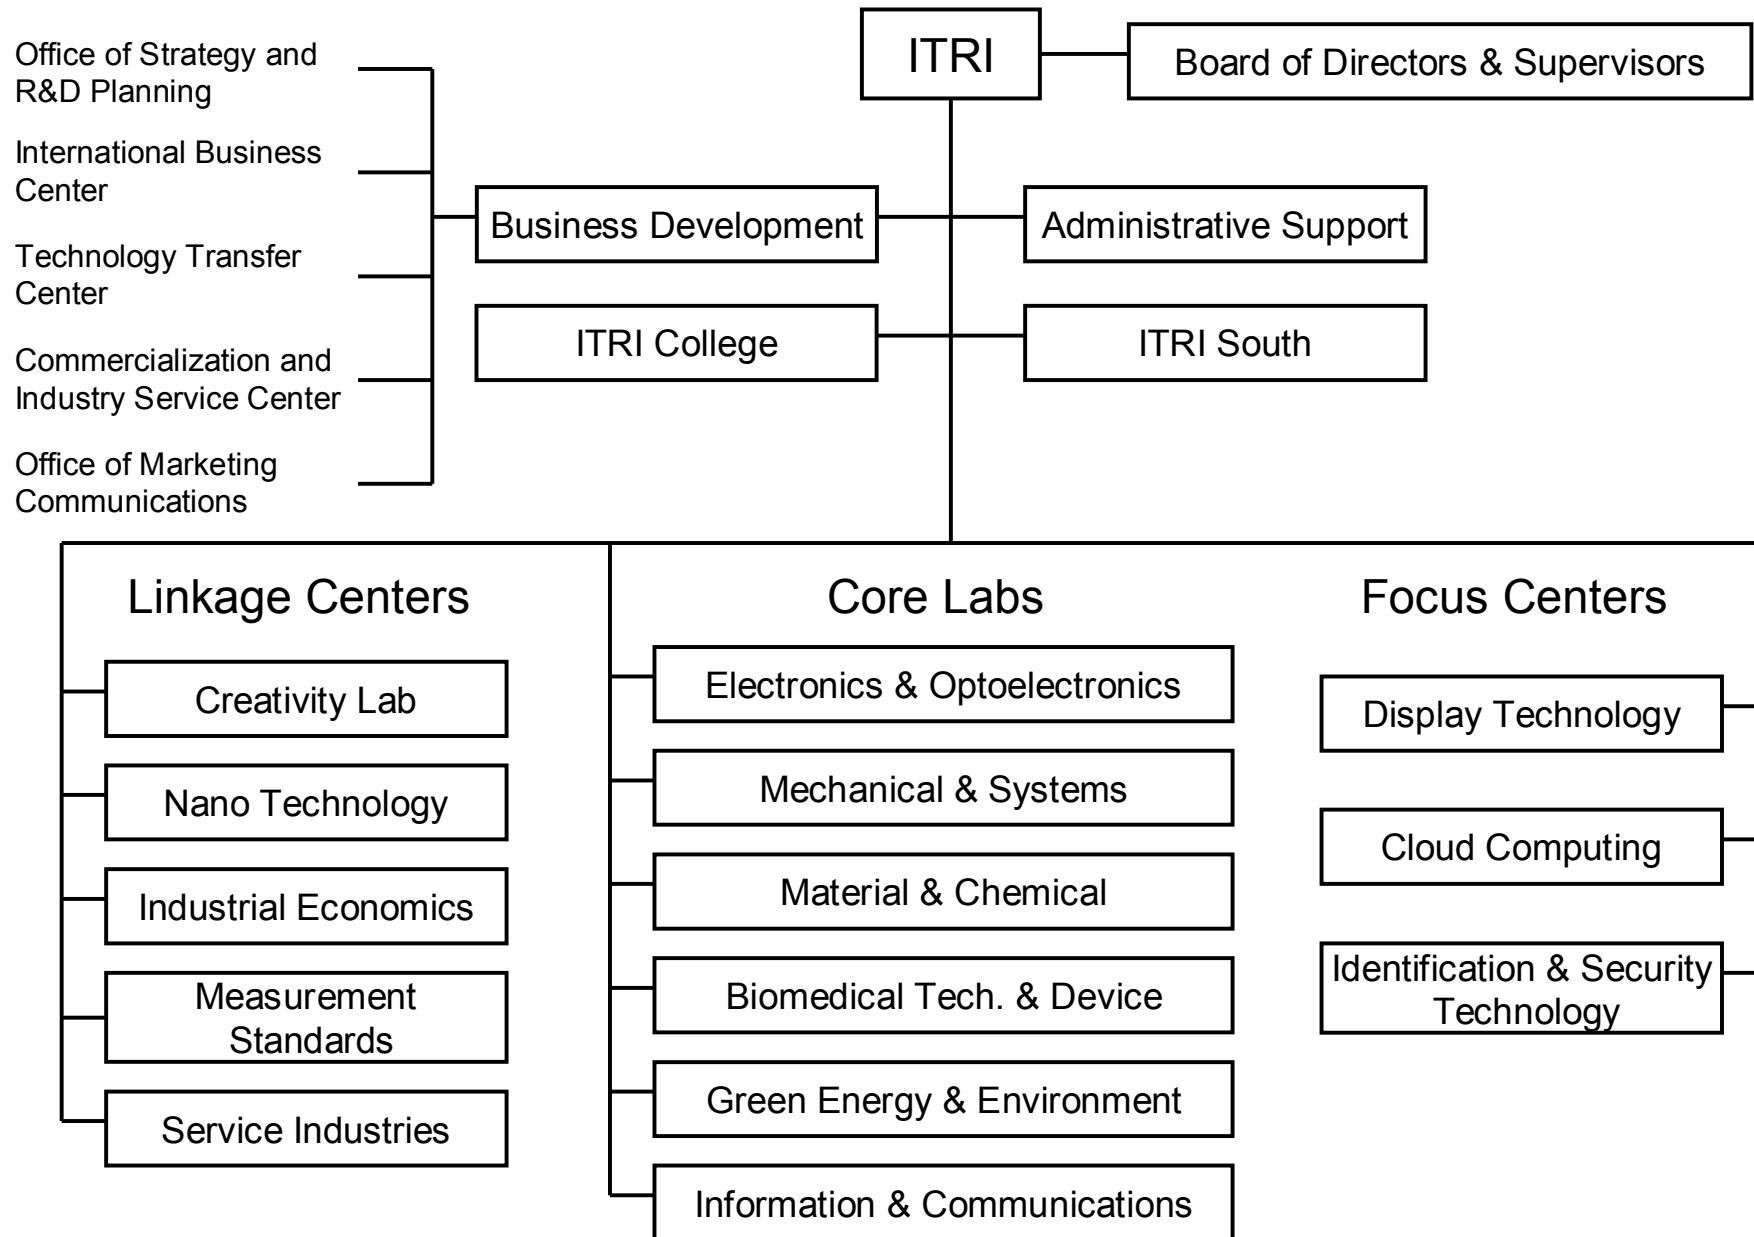 ITRI
Board of Directors & Supervisors
Office of Strategy and
R&D Planning
International Business
Center
Technology Transfer
Center
Commercialization and
Industry Service Center
Office of Marketing
Communications
Business Development
Administrative Support
ITRI College
ITRI South
Linkage Centers
Creativity Lab
Nano Technology
Industrial Economics
Measurement
Standards
Service Industries
Core Labs
Electronics & Optoelectronics
Mechanical & Systems
Material & Chemical
Biomedical Tech. & Device
Green Energy & Environment
Information & Communications
Focus Centers
Display Technology
Cloud Computing
Identification & Security
Technology